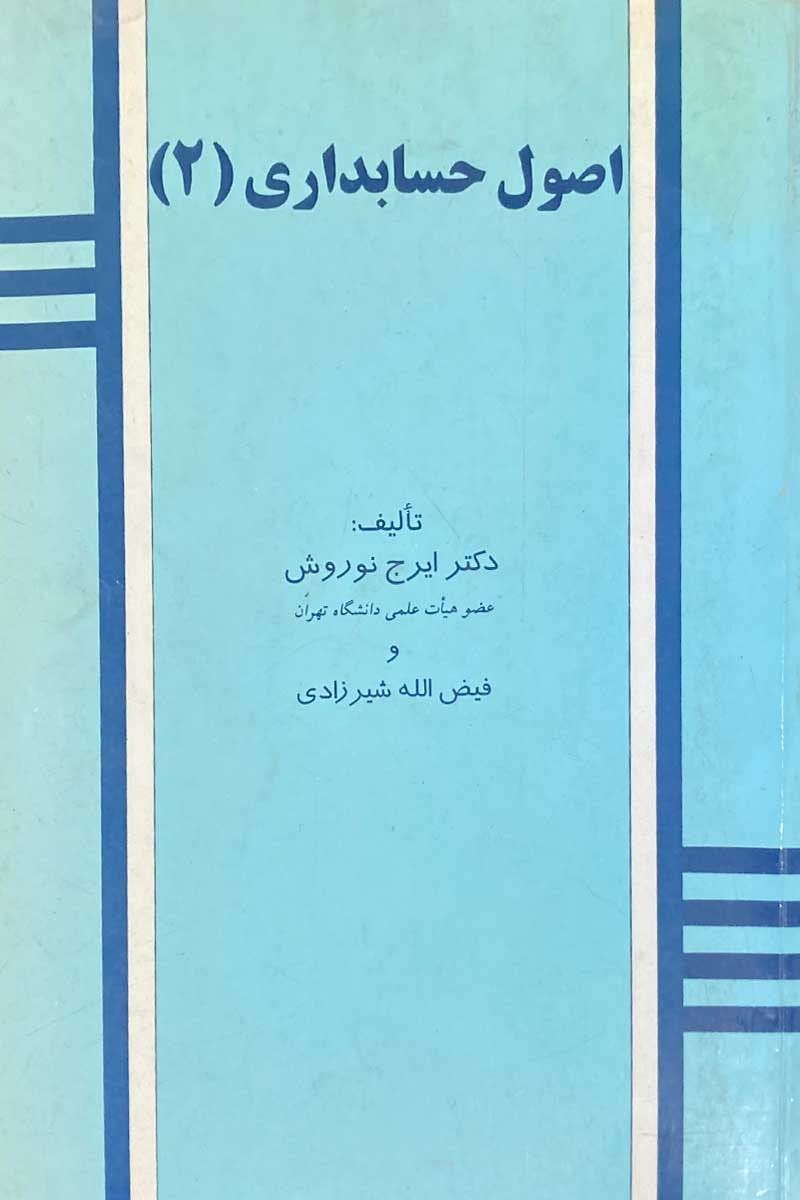 اصول حسابداری (۲)
تألیف:
دکتر ایرج نوروش
عضو هیأت علمی دانشگاه تهران
و
فیض الله شیرزادی